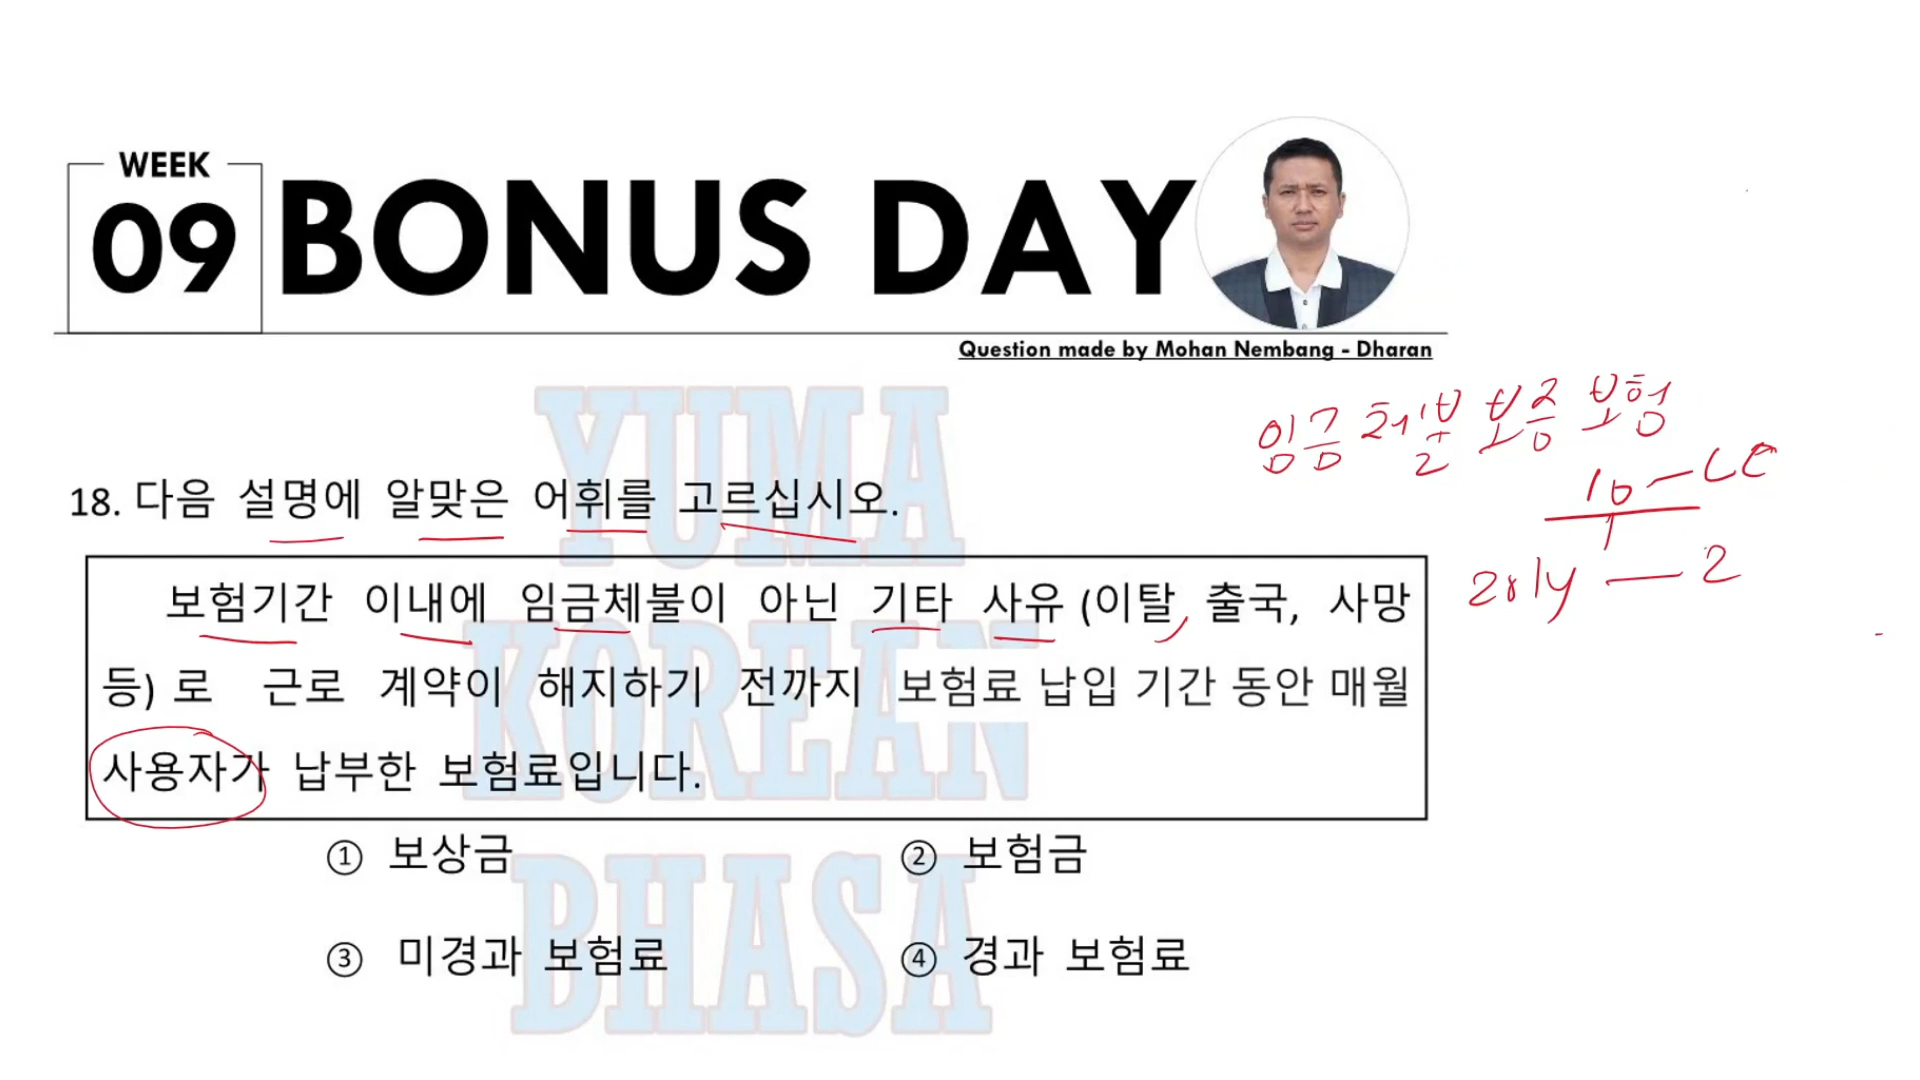 WEEK
09 BONUS DAY
Question made by Mohan Nembang - Dharan
임금 체불 보증 보험
18. 다음 설명에 알맞은 어휘를 고르십시오.
보험기간 이내에 임금체불이 아닌 기타 사유 (이탈, 출국, 사망
등) 로 근로 계약이 해지하기 전까지 보험료 납입 기간 동안 매월
사용자가 납부한 보험료입니다.
① 보상금 ② 보험금
③ 미경과 보험료 ④ 경과 보험료
YUMA
KOREAN
BHASA